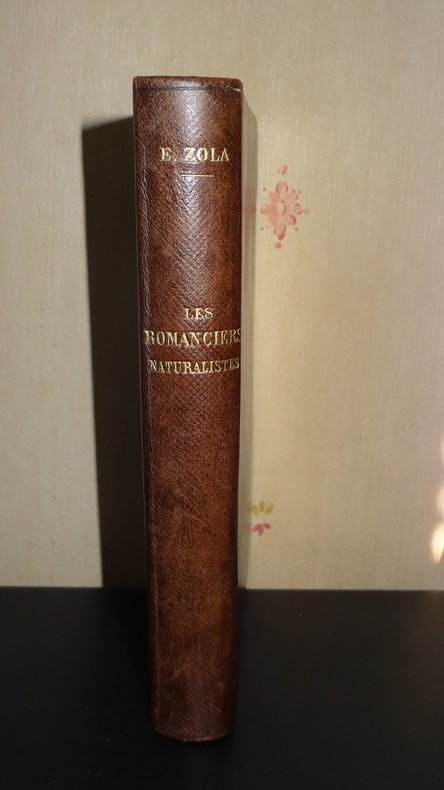 E. ZOLA
LES
ROMANCIERS
NATURALISTES